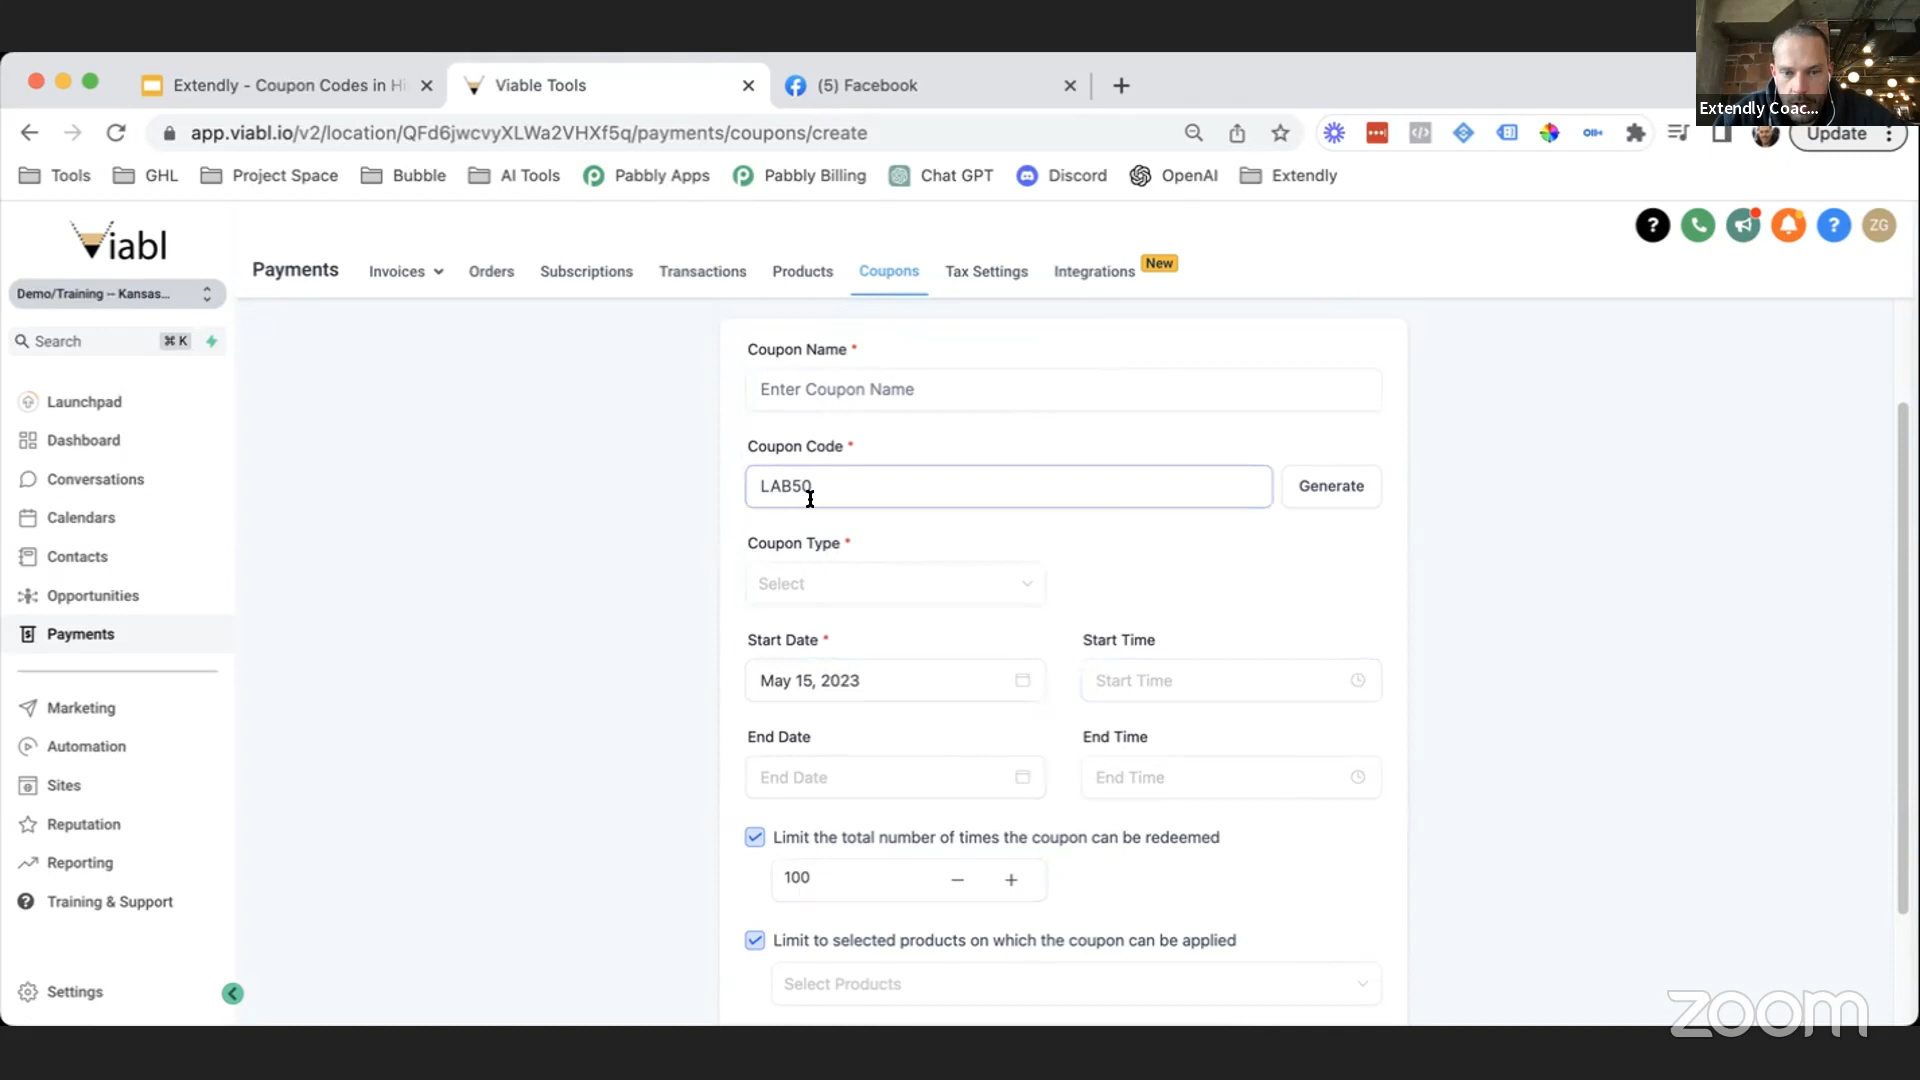 Extendly - Coupon Codes in Hi
Viable Tools
(5) Facebook
Extendly Coac...
app.viabl.io/v2/location/QFd6jwcvyXLWa2VHXf5q/payments/coupons/create
Update
Tools
GHL
Project Space
Bubble
AI Tools
Pabbly Apps
Pabbly Billing
Chat GPT
Discord
OpenAI
Extendly
Viabl
ZG
Payments
Invoices
Orders
Subscriptions
Transactions
Products
Coupons
Tax Settings
Integrations
New
Demo/Training – Kansas...
Search
⌘ K
Launchpad
Dashboard
Conversations
Calendars
Contacts
Opportunities
Payments
Marketing
Automation
Sites
Reputation
Reporting
Training & Support
Settings
Coupon Name *
Enter Coupon Name
Coupon Code *
LAB50
Generate
Coupon Type *
Select
Start Date *
Start Time
May 15, 2023
Start Time
End Date
End Time
End Date
End Time
Limit the total number of times the coupon can be redeemed
100
Limit to selected products on which the coupon can be applied
Select Products
zoom